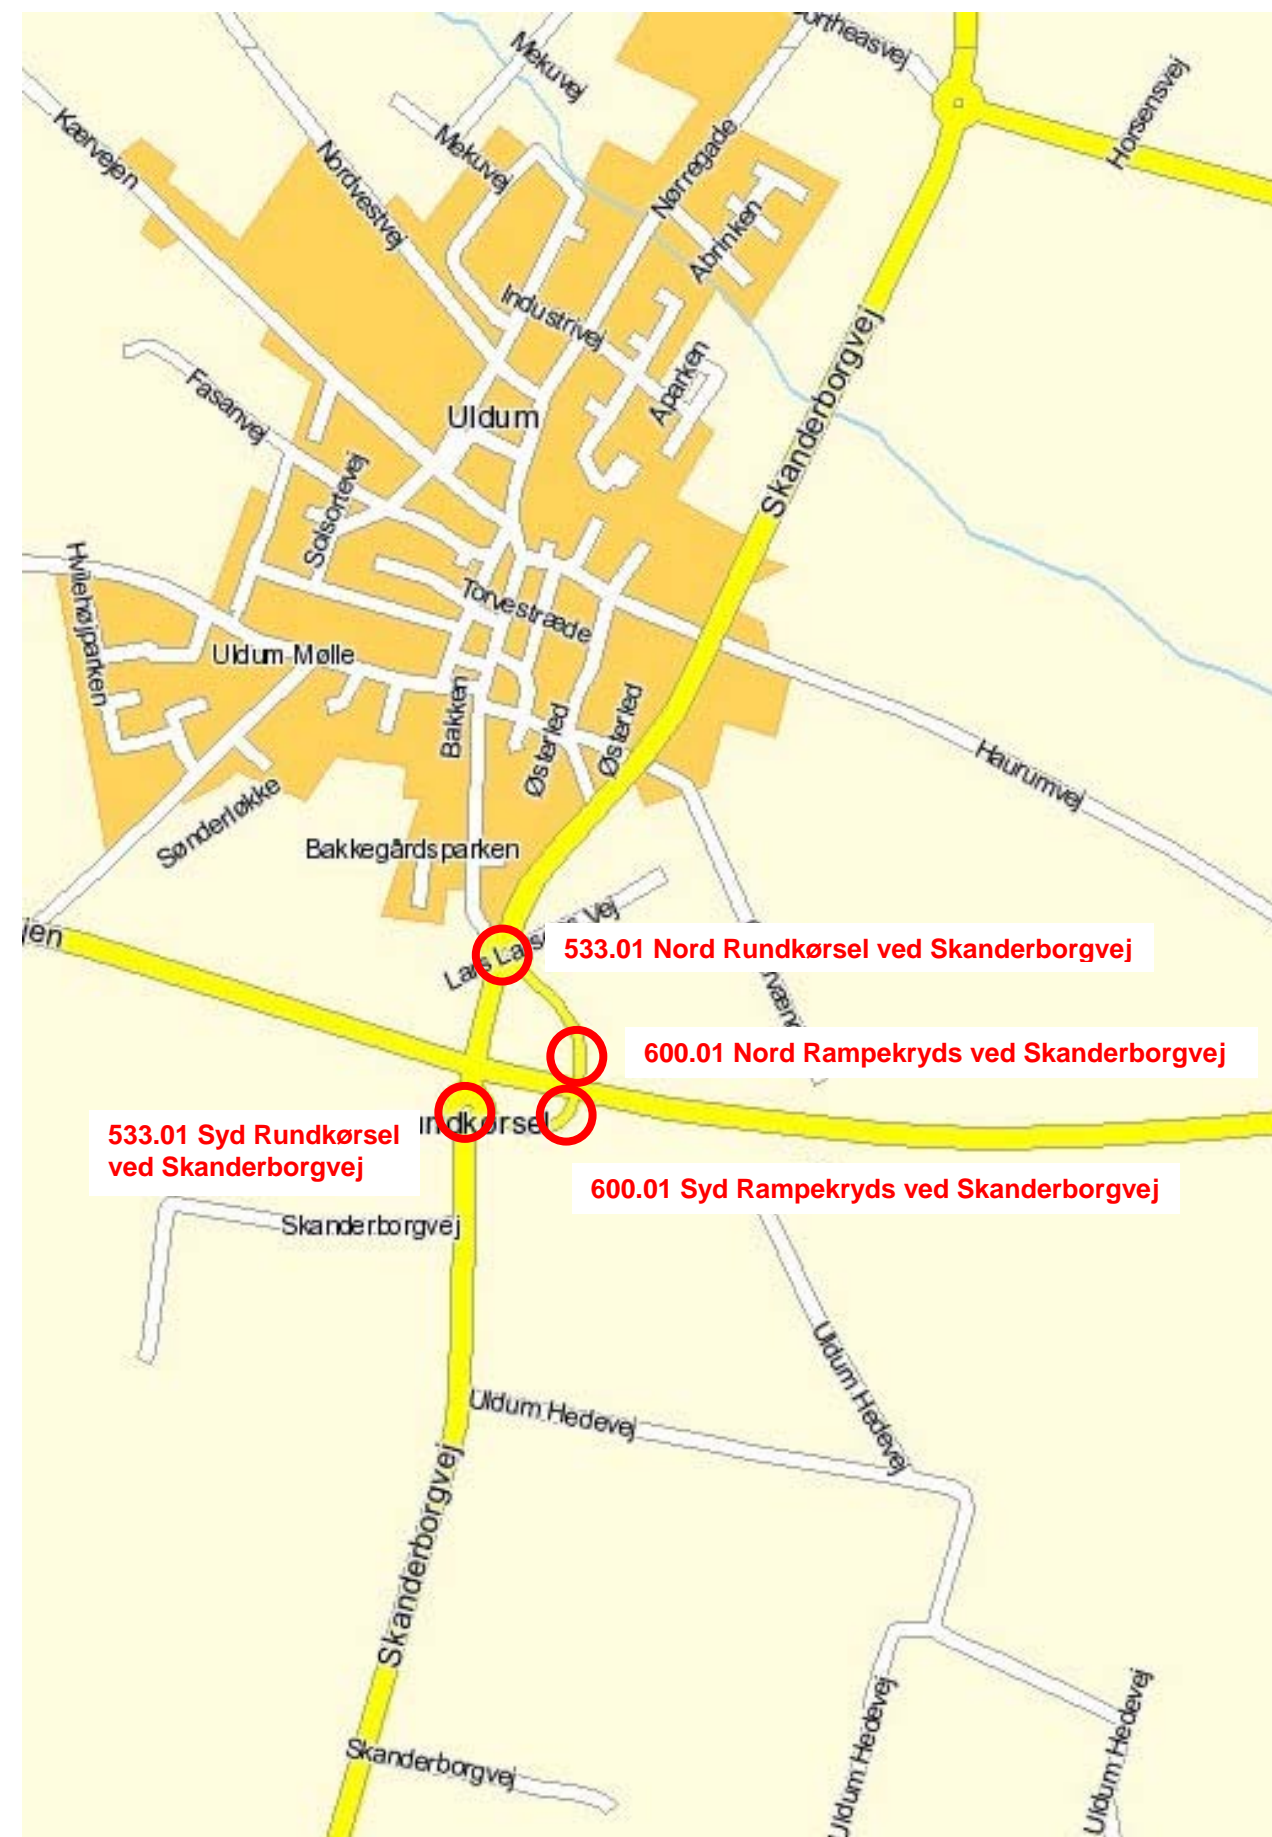 Mekuvej
Horsensvej
Kærvejen
Nordvestvej
Mekuvej
Nørregade
Abrinken
Industrivej
Skanderborgvej
Fasanvej
Aparken
Uldum
Solsortevej
Hvilehøjparken
Torvestræde
Uldum-Mølle
Bakken
Østerled
Østerled
Haurumvej
Sønderløkke
Bakkegårdsparken
Vej
Lars
533.01 Nord Rundkørsel ved Skanderborgvej
600.01 Nord Rampekryds ved Skanderborgvej
533.01 Syd Rundkørsel
ved Skanderborgvej
600.01 Syd Rampekryds ved Skanderborgvej
Skanderborgvej
Uldum Hedevej
Uldum Hedevej
Skanderborgvej
Skanderborgvej
Uldum Hedevej
Uldum Hedevej